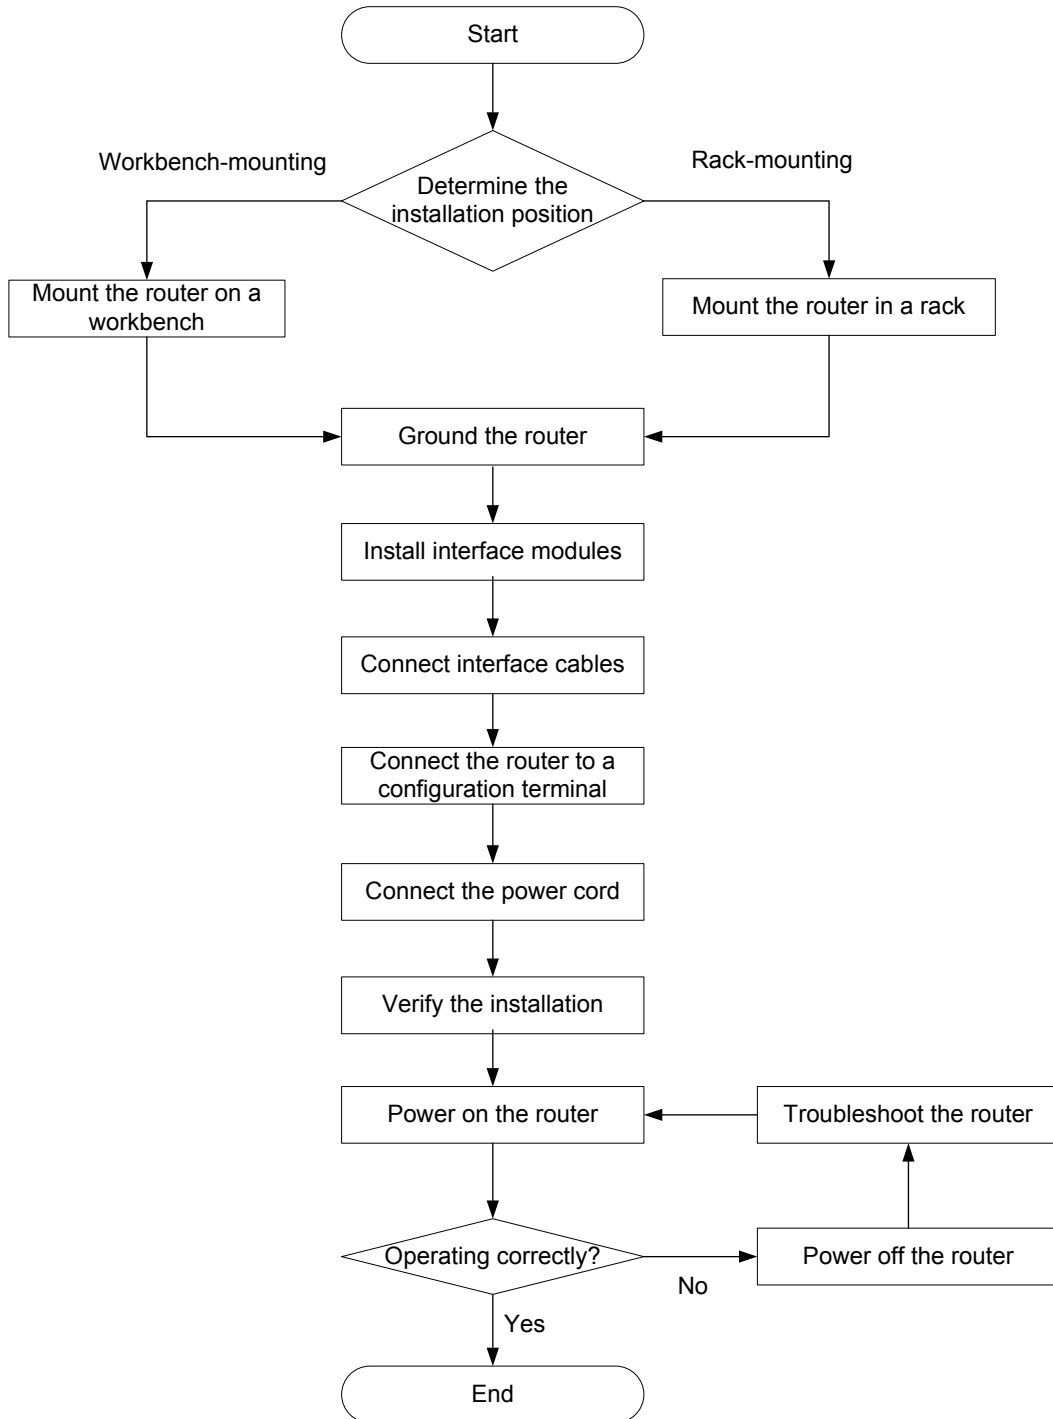 Start
Workbench-mounting
Rack-mounting
Determine the
installation position
Mount the router on a
workbench
Mount the router in a rack
Ground the router
Install interface modules
Connect interface cables
Connect the router to a
configuration terminal
Connect the power cord
Verify the installation
Power on the router
Troubleshoot the router
Operating correctly?
No
Power off the router
Yes
End